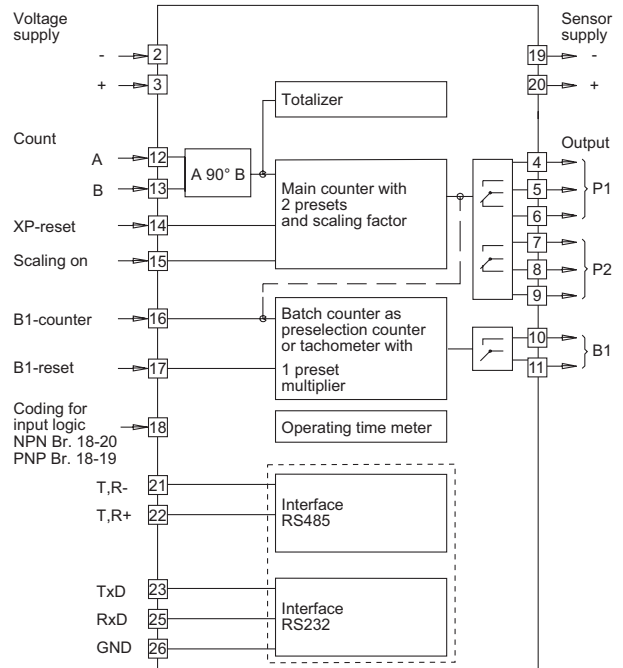 Voltage
supply
-
2
+
3
Count
A
12
B
13
XP-reset
14
Scaling on
15
B1-counter
16
B1-reset
17
Coding for
input logic
NPN Br. 18-20
PNP Br. 18-19
18
T,R-
21
T,R+
22
TxD
23
RxD
25
GND
26
A 90° B
Totalizer
Main counter with
2 presets
and scaling factor
Batch counter as
preselection counter
or tachometer with
1 preset
multiplier
Operating time meter
Interface
RS485
Interface
RS232
Sensor
supply
19
-
20
+
Output
4
5
6
P1
7
8
9
P2
10
11
B1